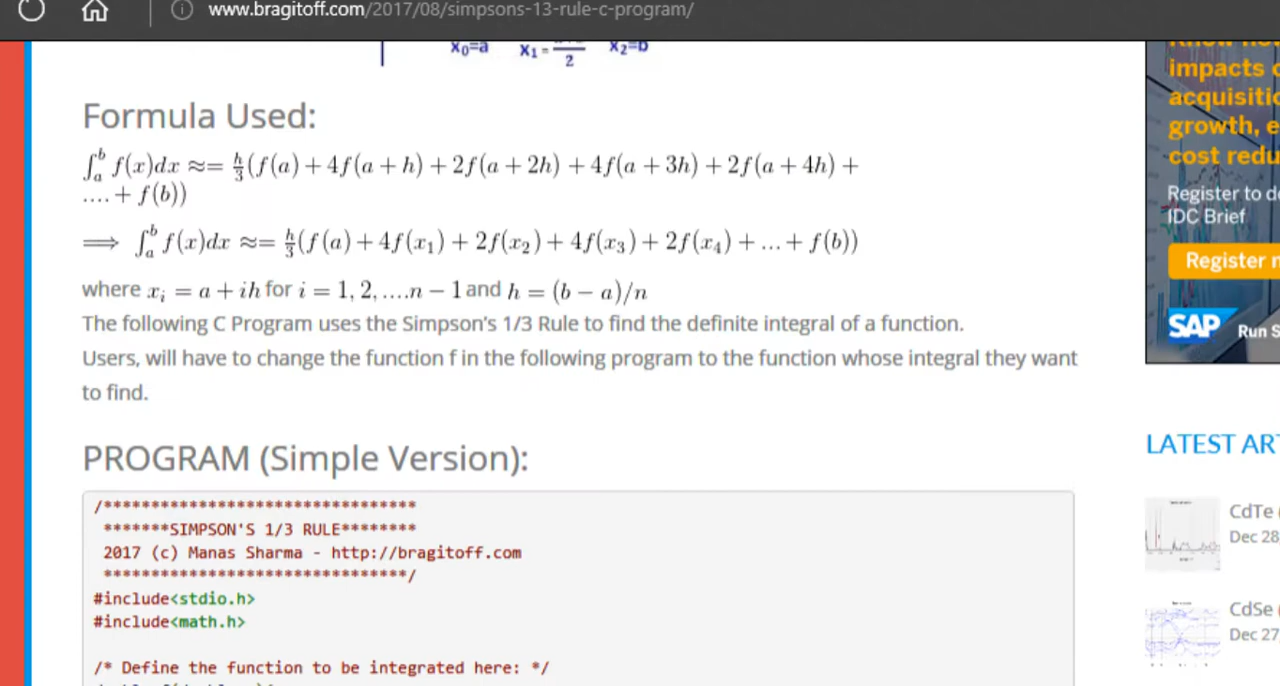 www.bragitoff.com/2017/08/simpsons-13-rule-c-program/
x₀=a x₁ = 2 x₂=b
Formula Used:
∫ₐᵇ f(x)dx ≈= h/3(f(a) + 4f(a + h) + 2f(a + 2h) + 4f(a + 3h) + 2f(a + 4h) +
.... + f(b))
⟹ ∫ₐᵇ f(x)dx ≈= h/3(f(a) + 4f(x₁) + 2f(x₂) + 4f(x₃) + 2f(x₄) + ... + f(b))
where xᵢ = a + ih for i = 1, 2, ....n − 1 and h = (b − a)/n
The following C Program uses the Simpson's 1/3 Rule to find the definite integral of a function.
Users, will have to change the function f in the following program to the function whose integral they want
to find.
PROGRAM (Simple Version):
/*********************************
*******SIMPSON'S 1/3 RULE********
2017 (c) Manas Sharma - http://bragitoff.com
********************************/
#include<stdio.h>
#include<math.h>
/* Define the function to be integrated here: */
impacts
acquisiti
growth, e
cost redu
Register to d
IDC Brief
Register n
SAP Run S
LATEST AR
CdTe
Dec 28
CdSe
Dec 27,